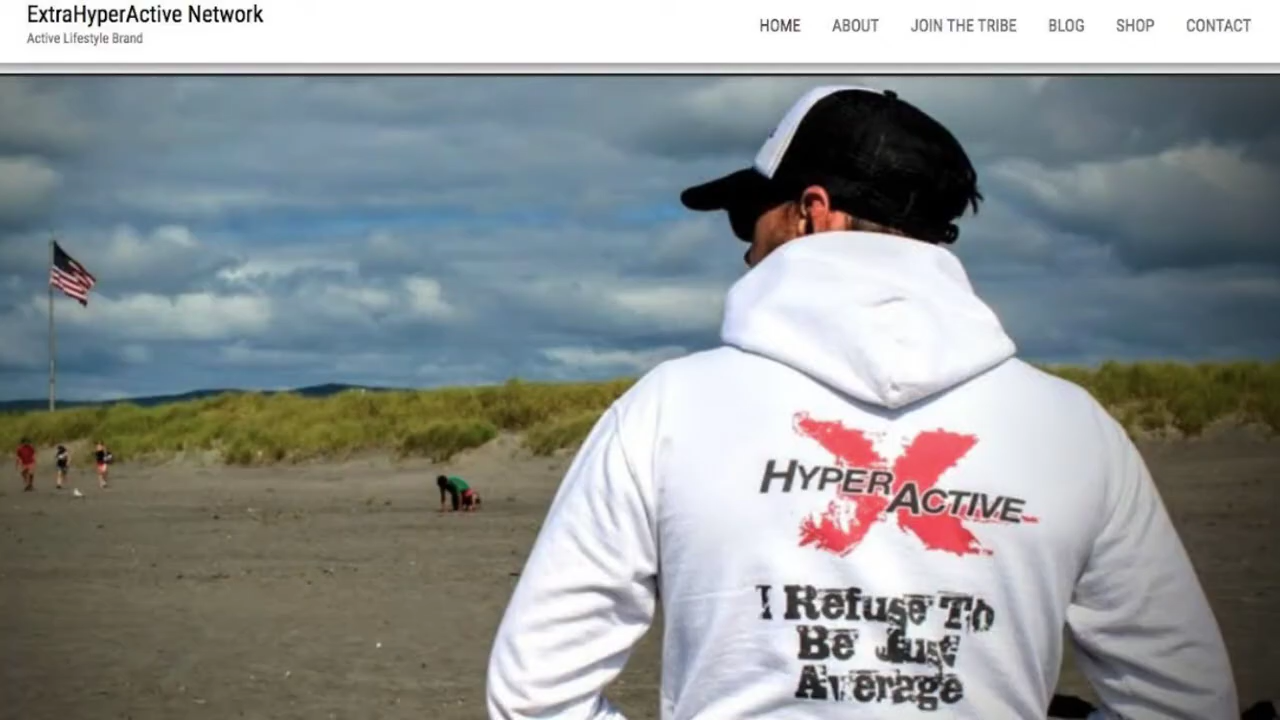 ExtraHyperActive Network
Active Lifestyle Brand
HOME ABOUT JOIN THE TRIBE BLOG SHOP CONTACT
X
HYPERACTIVE
I Refuse To
Be Just
Average